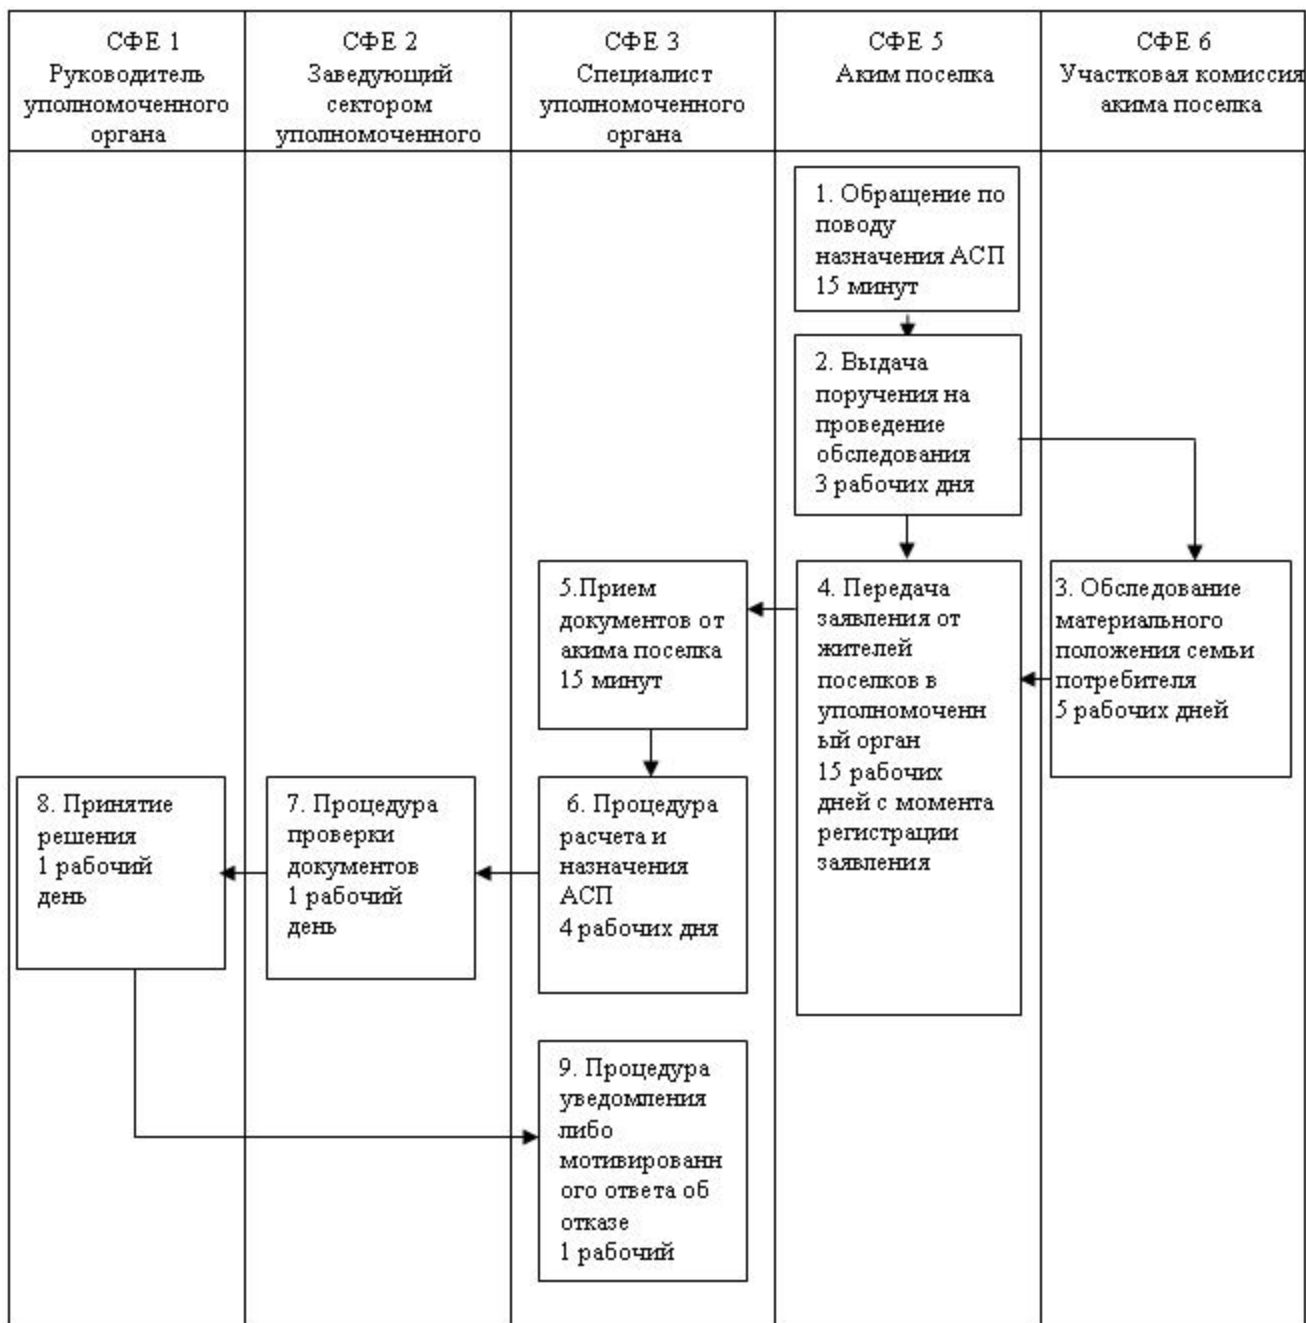 СФЕ 1
Руководитель
уполномоченного
органа
СФЕ 2
Заведующий
сектором
уполномоченного
СФЕ 3
Специалист
уполномоченного
органа
СФЕ 5
Аким поселка
СФЕ 6
Участковая комиссия
акима поселка
1. Обращение по
поводу
назначения АСП
15 минут
2. Выдача
поручения на
проведение
обследования
3 рабочих дня
3. Обследование
материального
положения семьи
потребителя
5 рабочих дней
4. Передача
заявления от
жителей
поселков в
уполномоченн
ый орган
15 рабочих
дней с момента
регистрации
заявления
5.Прием
документов от
акима поселка
15 минут
6. Процедура
расчета и
назначения
АСП
4 рабочих дня
7. Процедура
проверки
документов
1 рабочий
день
8. Принятие
решения
1 рабочий
день
9. Процедура
уведомления
либо
мотивированн
ого ответа об
отказе
1 рабочий